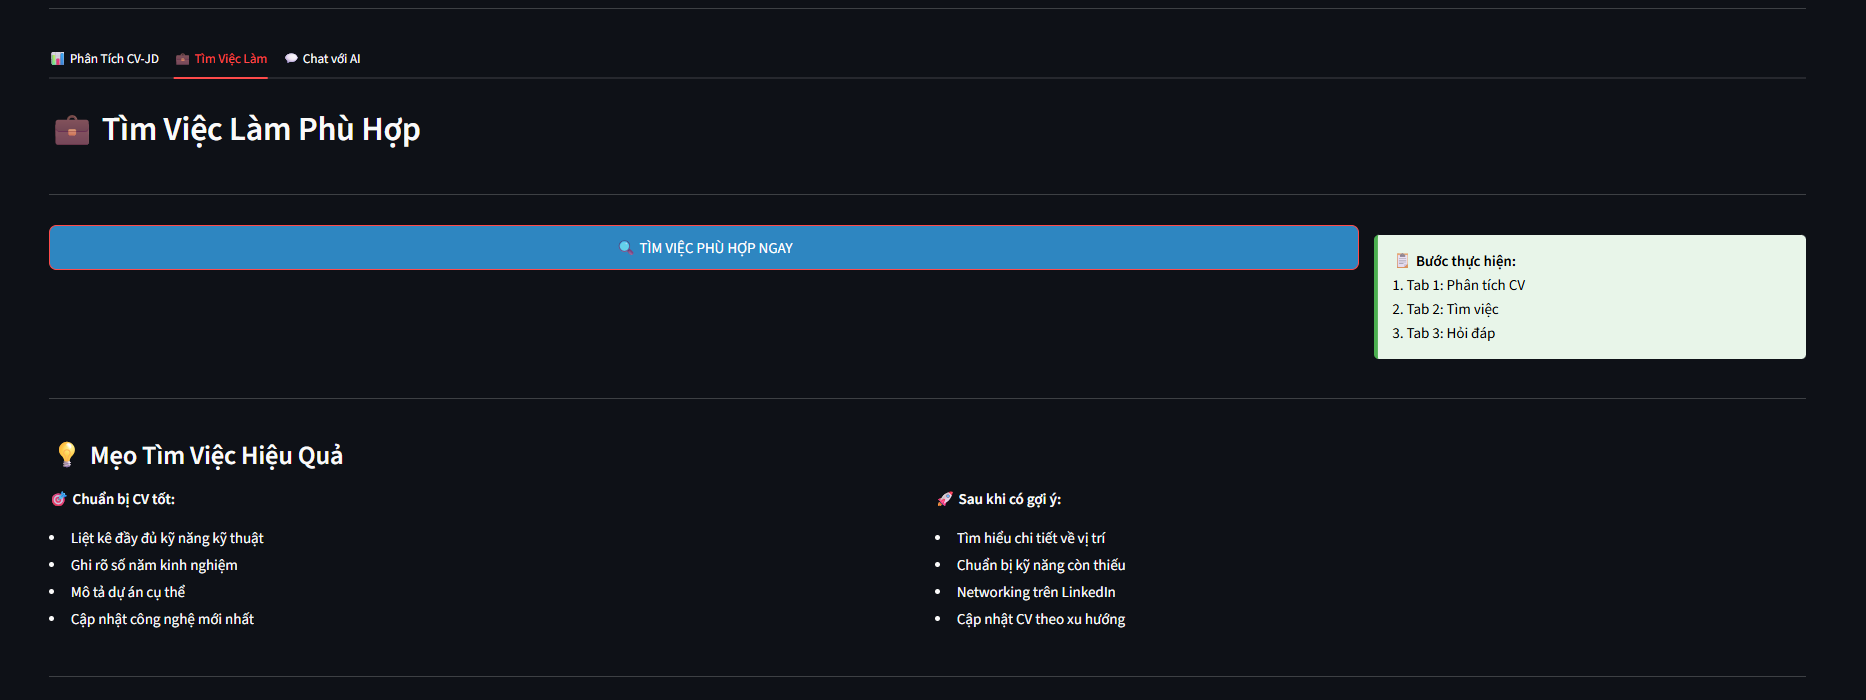 Phân Tích CV-JD
Tìm Việc Làm
Chat với AI
Tìm Việc Làm Phù Hợp
TÌM VIỆC PHÙ HỢP NGAY
Bước thực hiện:
1. Tab 1: Phân tích CV
2. Tab 2: Tìm việc
3. Tab 3: Hỏi đáp
Mẹo Tìm Việc Hiệu Quả
Chuẩn bị CV tốt:
Liệt kê đầy đủ kỹ năng kỹ thuật
Ghi rõ số năm kinh nghiệm
Mô tả dự án cụ thể
Cập nhật công nghệ mới nhất
Sau khi có gợi ý:
Tìm hiểu chi tiết về vị trí
Chuẩn bị kỹ năng còn thiếu
Networking trên LinkedIn
Cập nhật CV theo xu hướng